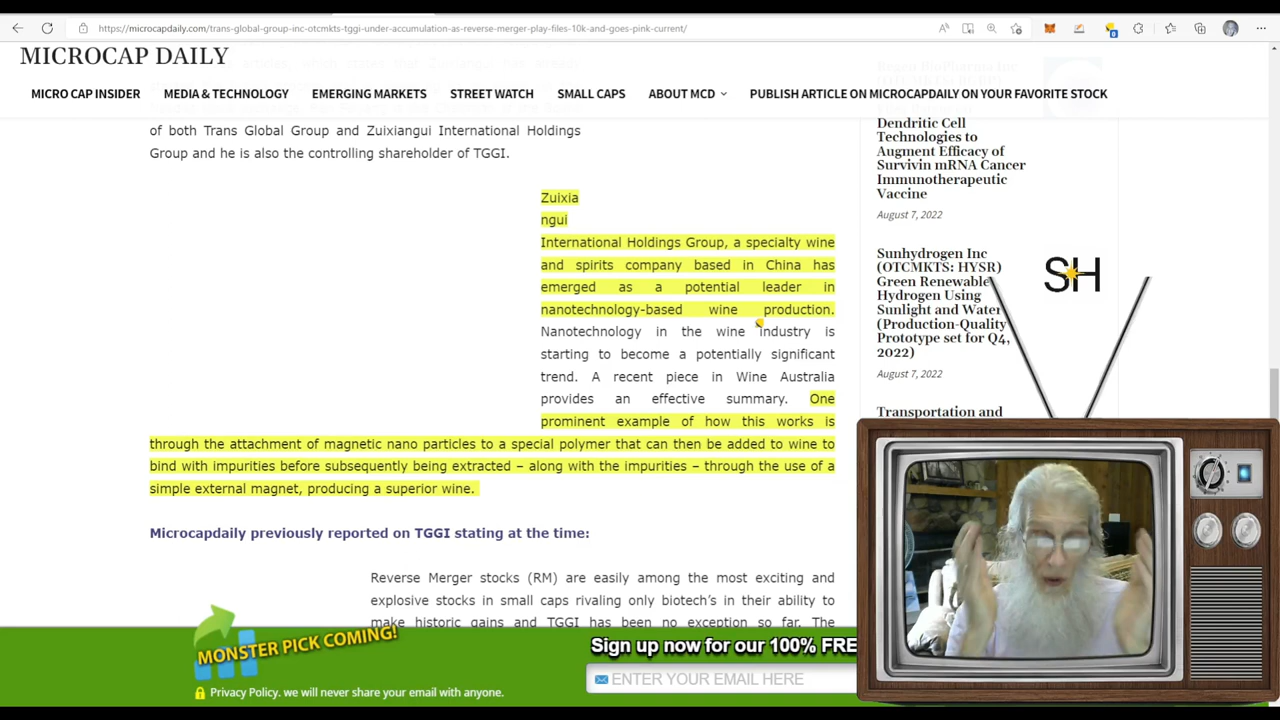 https://microcapdaily.com/trans-global-group-inc-otcmkts-tggi-under-accumulation-as-reverse-merger-play-files-10k-and-goes-pink-current/
MICROCAP DAILY
MICRO CAP INSIDER
MEDIA & TECHNOLOGY
EMERGING MARKETS
STREET WATCH
SMALL CAPS
ABOUT MCD
PUBLISH ARTICLE ON MICROCAPDAILY ON YOUR FAVORITE STOCK
of both Trans Global Group and Zuixiangui International Holdings
Group and he is also the controlling shareholder of TGGI.
Zuixia
ngui
International Holdings Group, a specialty wine
and spirits company based in China has
emerged as a potential leader in
nanotechnology-based wine production.
Nanotechnology in the wine industry is
starting to become a potentially significant
trend. A recent piece in Wine Australia
provides an effective summary. One
prominent example of how this works is
through the attachment of magnetic nano particles to a special polymer that can then be added to wine to
bind with impurities before subsequently being extracted – along with the impurities – through the use of a
simple external magnet, producing a superior wine.
Microcapdaily previously reported on TGGI stating at the time:
Reverse Merger stocks (RM) are easily among the most exciting and
explosive stocks in small caps rivaling only biotech's in their ability to
make historic gains and TGGI has been no exception so far. The
Dendritic Cell
Technologies to
Augment Efficacy of
Survivin mRNA Cancer
Immunotherapeutic
Vaccine
August 7, 2022
Sunhydrogen Inc
(OTCMKTS: HYSR)
Green Renewable
Hydrogen Using
Sunlight and Water
(Production-Quality
Prototype set for Q4,
2022)
August 7, 2022
SH
Transportation and
MONSTER PICK COMING!
Privacy Policy. we will never share your email with anyone.
Sign up now for our 100% FRE
ENTER YOUR EMAIL HERE